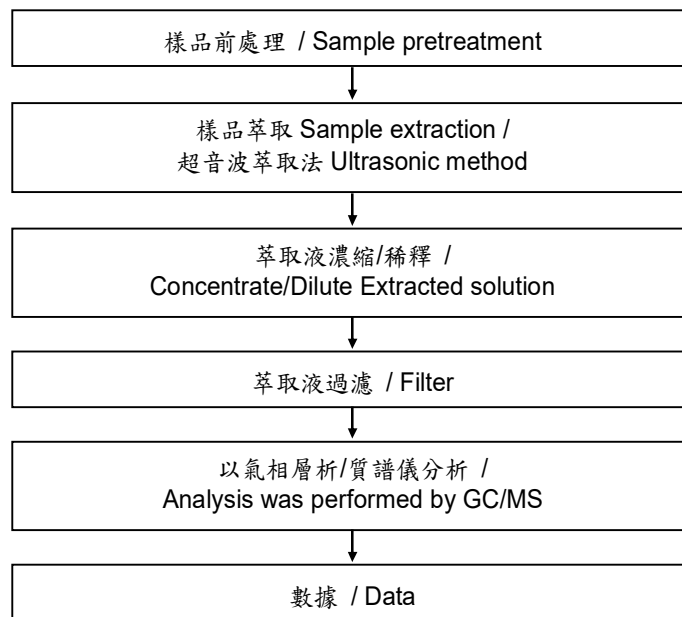 樣品前處理 / Sample pretreatment
樣品萃取 Sample extraction /
超音波萃取法 Ultrasonic method
萃取液濃縮/稀釋 /
Concentrate/Dilute Extracted solution
萃取液過濾 / Filter
以氣相層析/質譜儀分析 /
Analysis was performed by GC/MS
數據 / Data